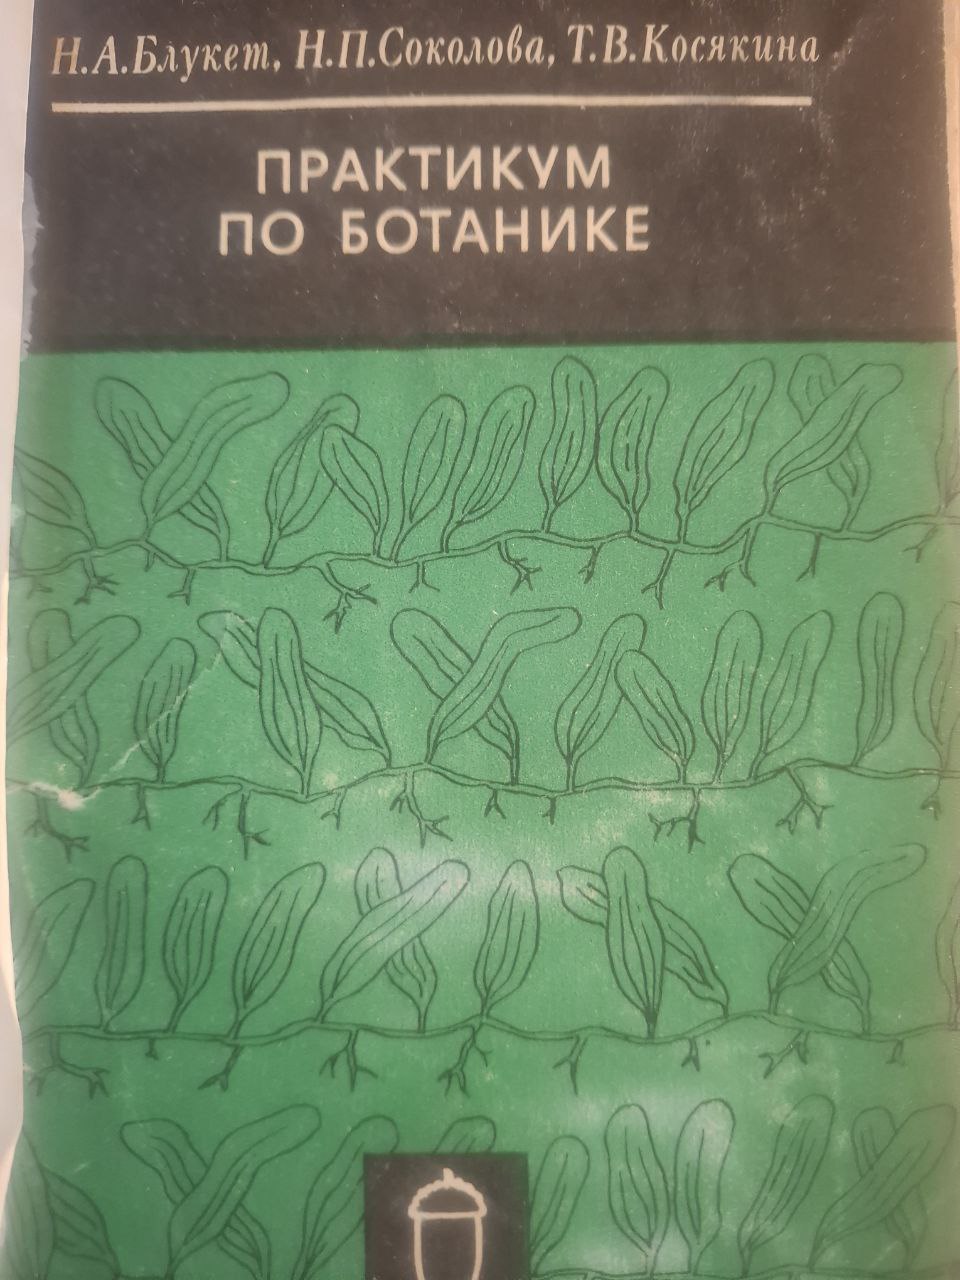 Н.А.Блукет, Н.П.Соколова, Т.В.Косякина
ПРАКТИКУМ
ПО БОТАНИКЕ